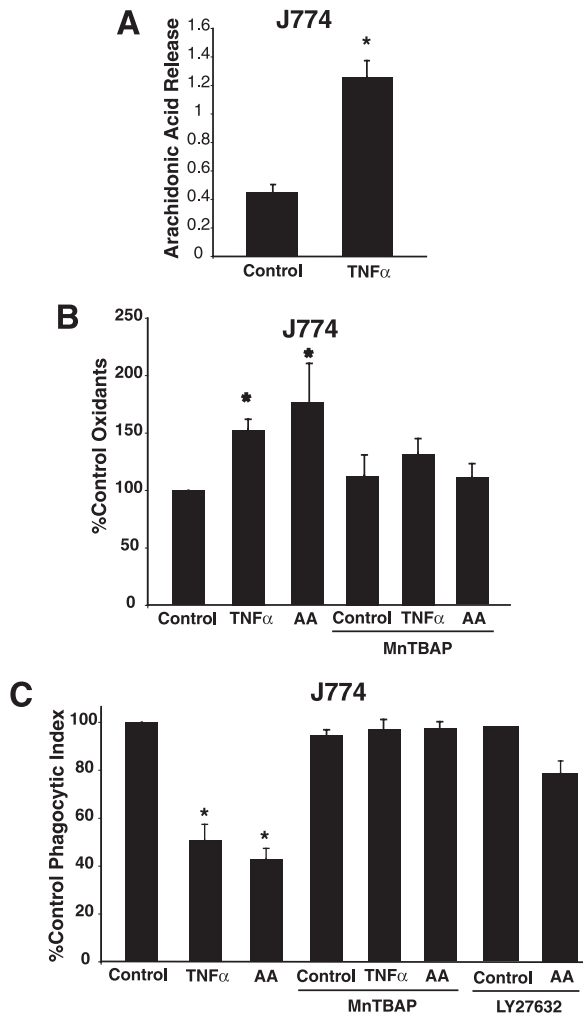 A
J774
Arachidonic Acid Release
1.6
1.4
1.2
1
0.8
0.6
0.4
0.2
0
*
Control TNFα
B
J774
%Control Oxidants
250
200
150
100
50
0
* *
Control TNFα AA Control TNFα AA
MnTBAP
C
J774
%Control Phagocytic Index
100
80
60
40
20
0
* *
Control TNFα AA Control TNFα AA Control AA
MnTBAP LY27632